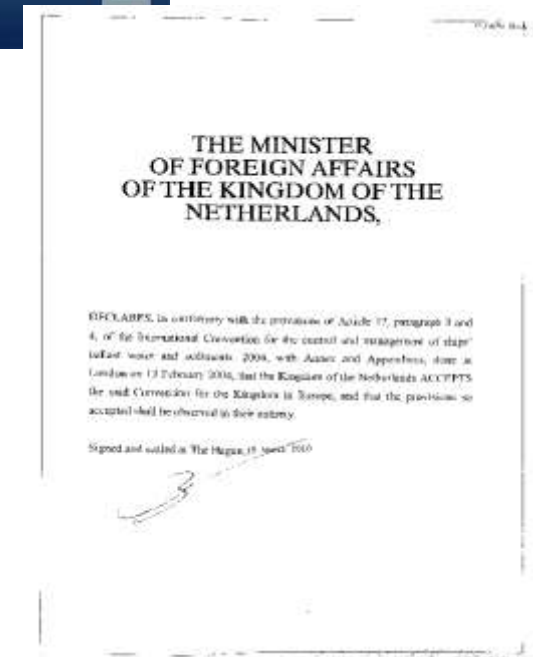 THE MINISTER
OF FOREIGN AFFAIRS
OF THE KINGDOM OF THE
NETHERLANDS,
DECLARES, in conformity with the provisions of Article 17, paragraph 3 and
4, of the International Convention for the control and management of ships'
ballast water and sediments 2004, with Annex and Appendices, done at
London on 13 February 2004, that the Kingdom of the Netherlands ACCEPTS
the said Convention for the Kingdom in Europe, and that the provisions so
accepted shall be observed in their entirety.
Signed and sealed at The Hague, 2010